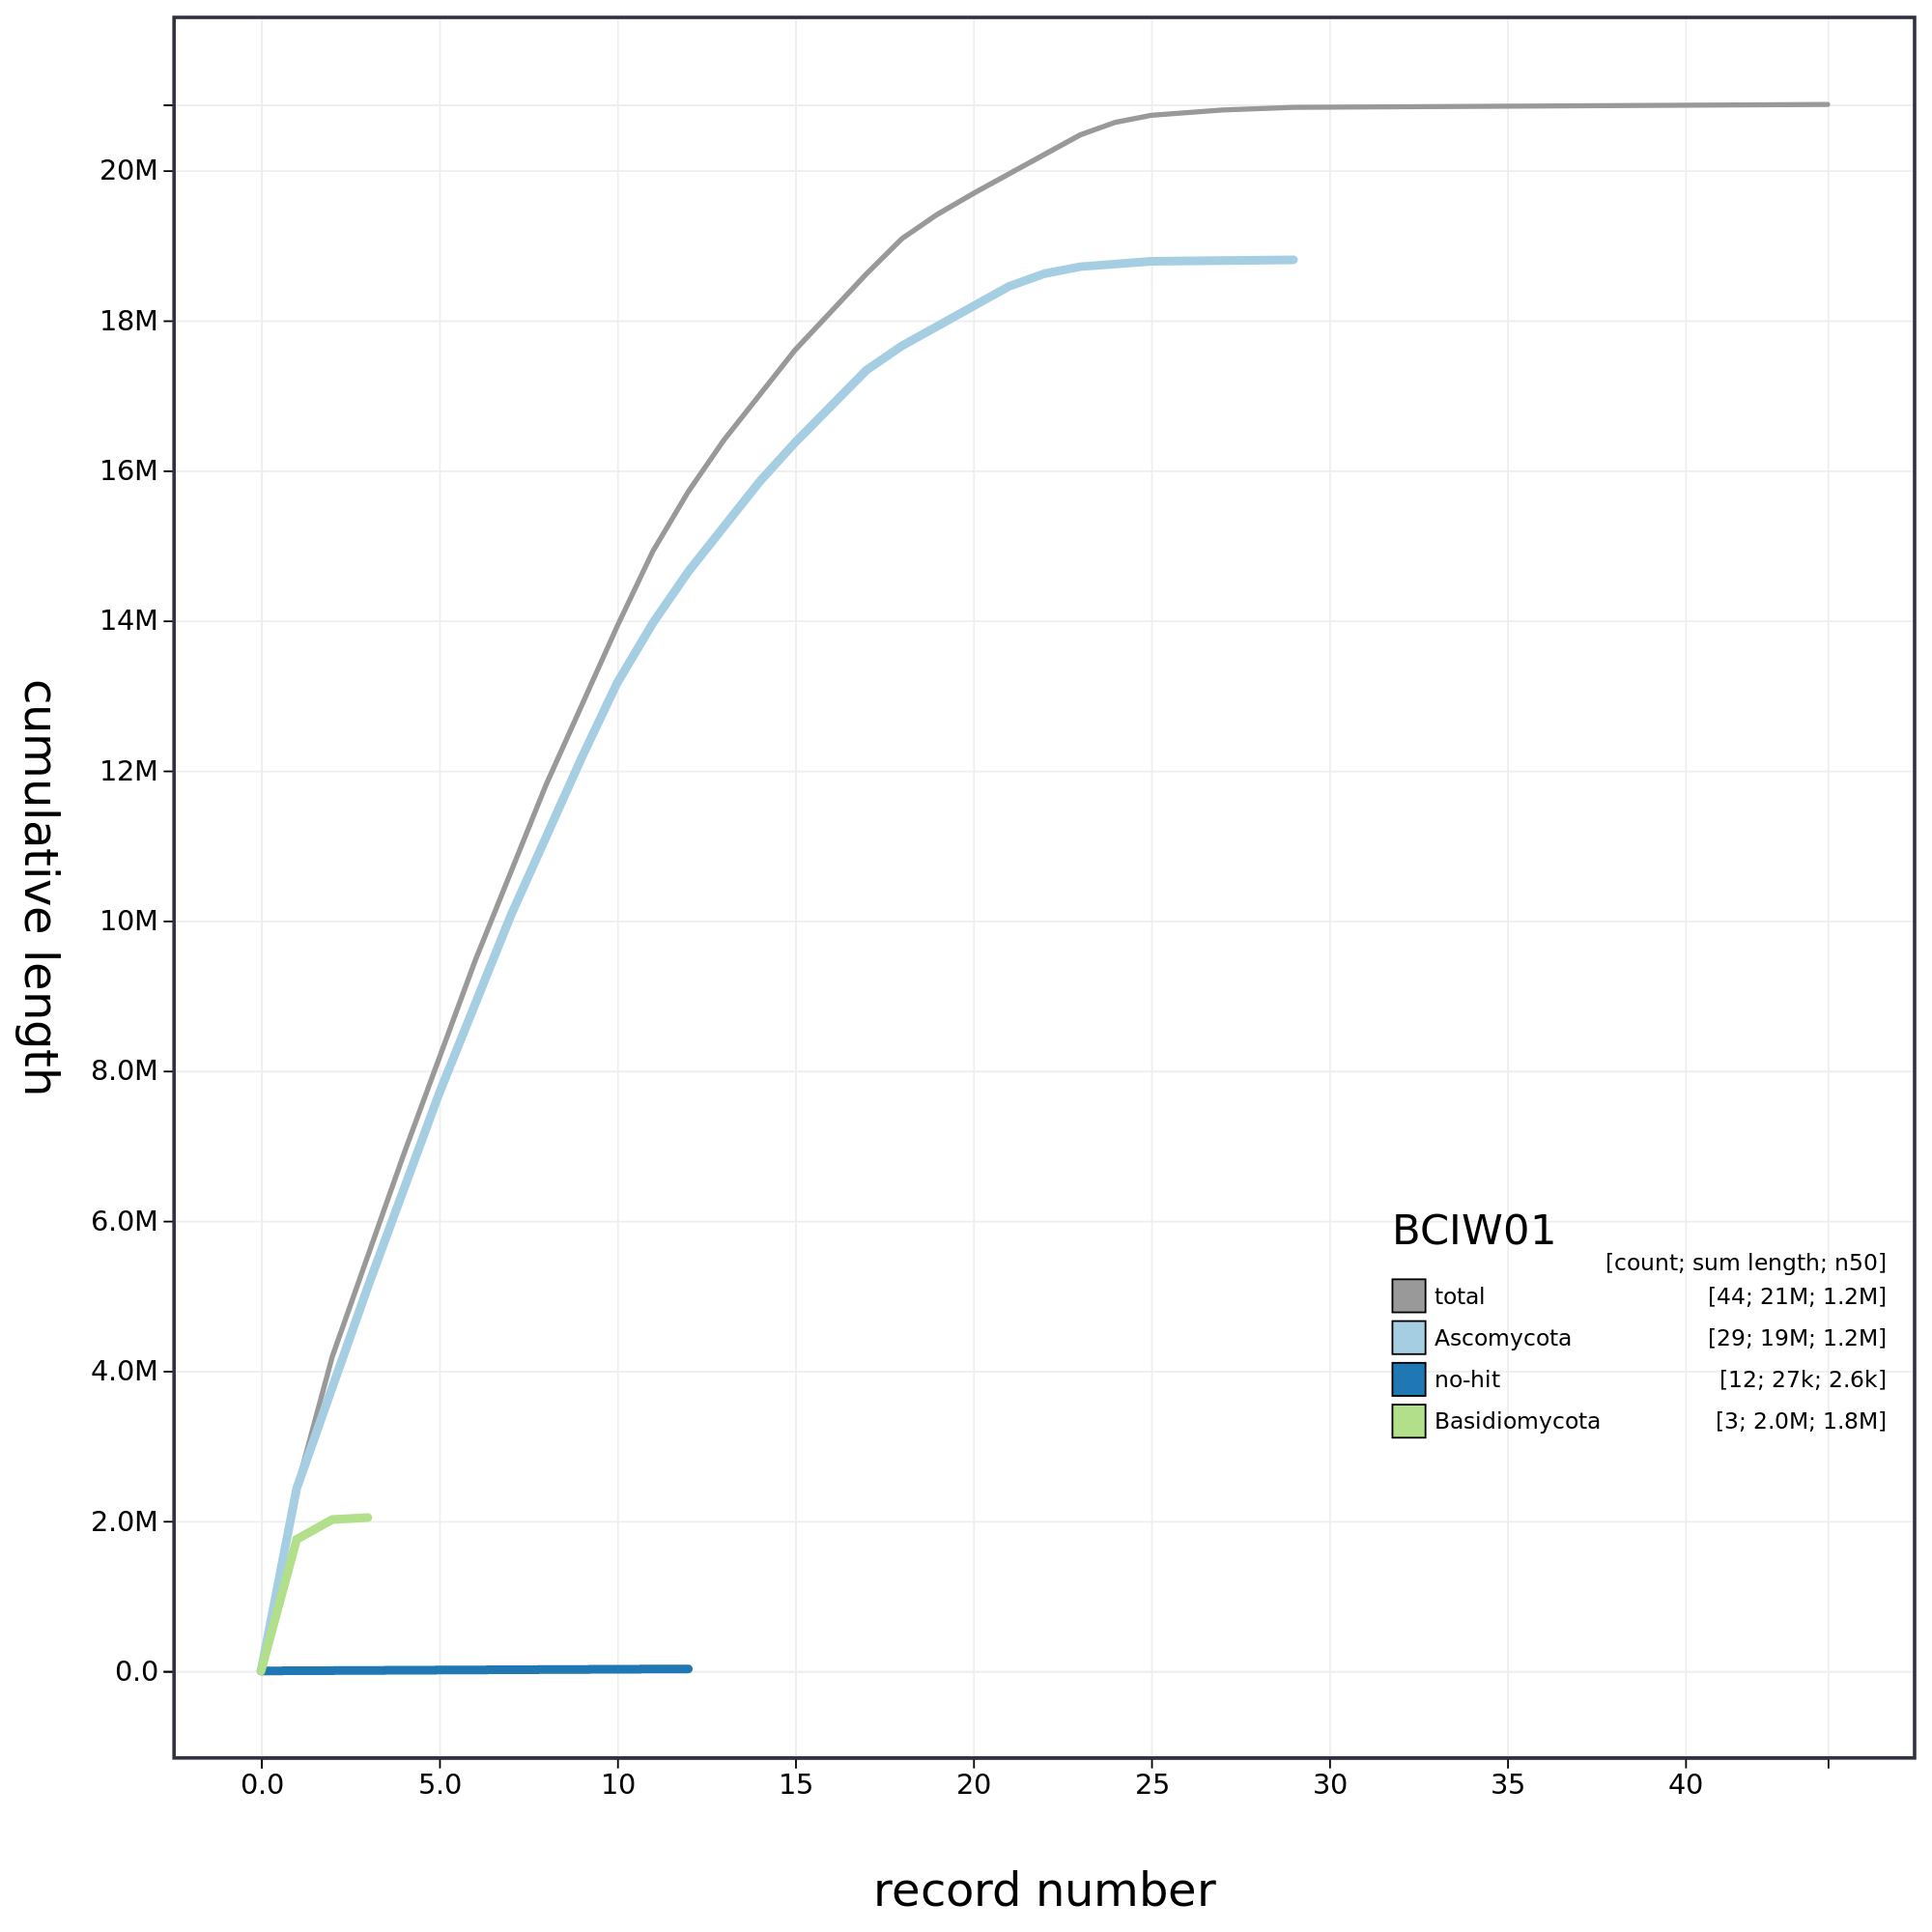 cumulative length
20M
18M
16M
14M
12M
10M
8.0M
6.0M
4.0M
2.0M
0.0
BCIW01
[count; sum length; n50]
total [44; 21M; 1.2M]
Ascomycota [29; 19M; 1.2M]
no-hit [12; 27k; 2.6k]
Basidiomycota [3; 2.0M; 1.8M]
0.0 5.0 10 15 20 25 30 35 40
record number